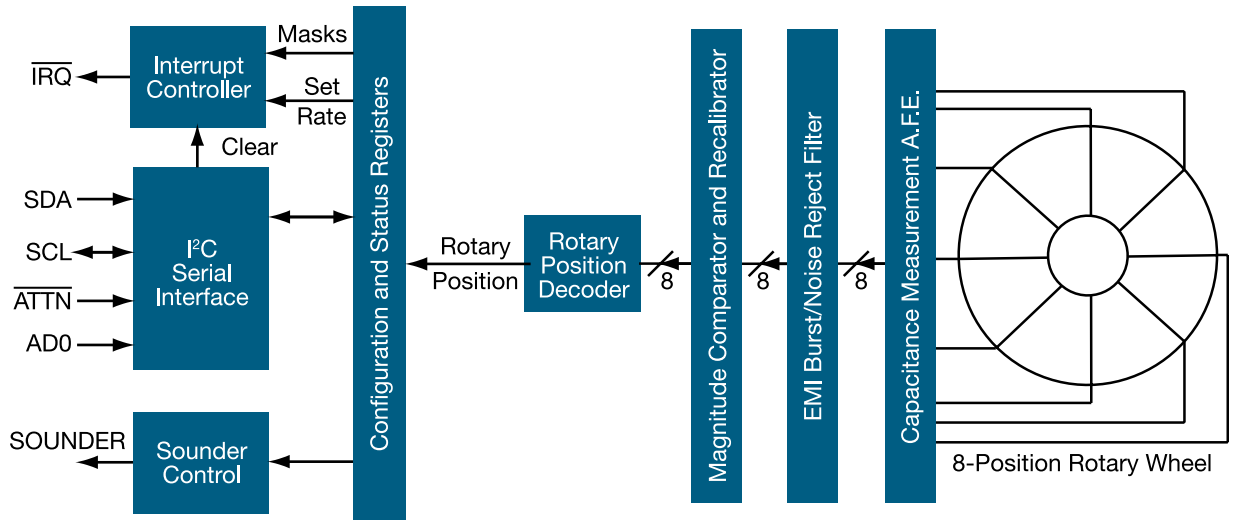 IRQ
Interrupt
Controller
Masks
Set
Rate
Clear
SDA
SCL
ATTN
AD0
I²C
Serial
Interface
SOUNDER
Sounder
Control
Configuration and Status Registers
Rotary
Position
Rotary
Position
Decoder
8
Magnitude Comparator and Recalibrator
8
EMI Burst/Noise Reject Filter
8
Capacitance Measurement A.F.E.
8-Position Rotary Wheel